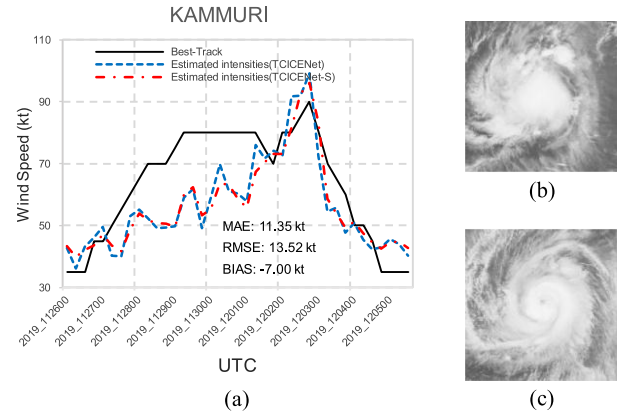 KAMMURI
Best-Track
Estimated intensities(TCICENet)
Estimated intensities(TCICENet-S)
110
90
70
50
30
Wind Speed (kt)
MAE: 11.35 kt
RMSE: 13.52 kt
BIAS: -7.00 kt
2019_112600
2019_112700
2019_112800
2019_112900
2019_113000
2019_120100
2019_120200
2019_120300
2019_120400
2019_120500
UTC
(a)
(b)
(c)